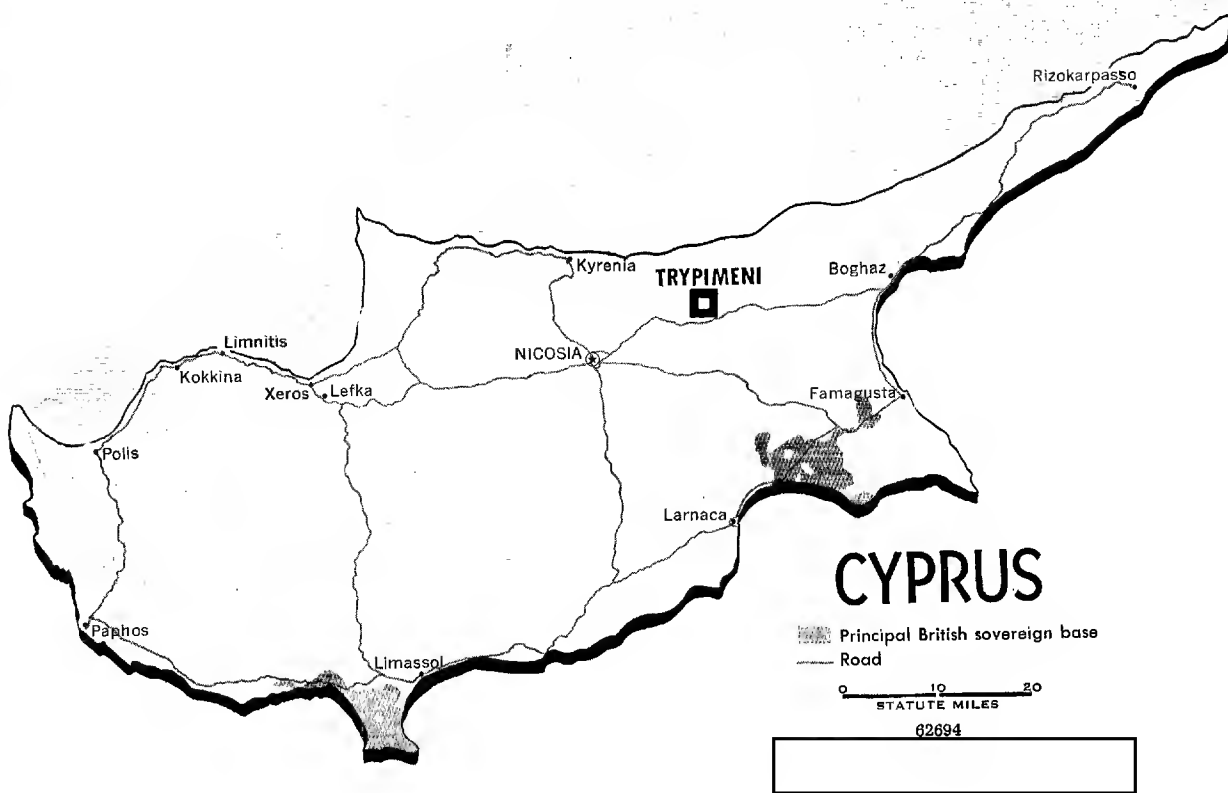 Rizokarpasso
Kyrenia
Boghaz
TRYPIMENI
Limnitis
NICOSIA
Kokkina
Xeros
Lefka
Famagusta
Polis
Larnaca
CYPRUS
Paphos
Principal British sovereign base
Road
Limassol
0 10 20
STATUTE MILES
62694